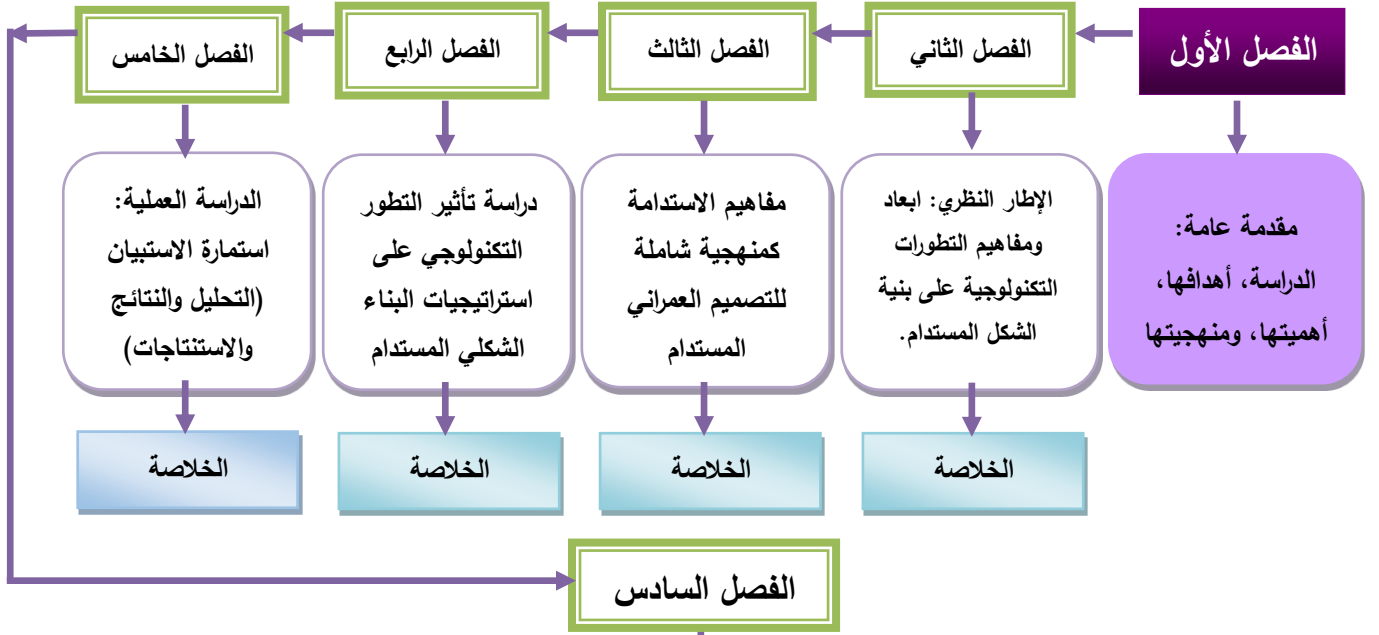 الفصل الأول
الفصل الثاني
الفصل الثالث
الفصل الرابع
الفصل الخامس
مقدمة عامة:
الدراسة، أهدافها،
أهميتها، ومنهجيتها
الإطار النظري: ابعاد
ومفاهيم التطورات
التكنولوجية على بنية
الشكل المستدام.
مفاهيم الاستدامة
كمنهجية شاملة
للتصميم العمراني
المستدام
دراسة تأثير التطور
التكنولوجي على
استراتيجيات البناء
الشكلي المستدام
الدراسة العملية:
استمارة الاستبيان
(التحليل والنتائج
والاستنتاجات)
الخلاصة
الخلاصة
الخلاصة
الخلاصة
الفصل السادس